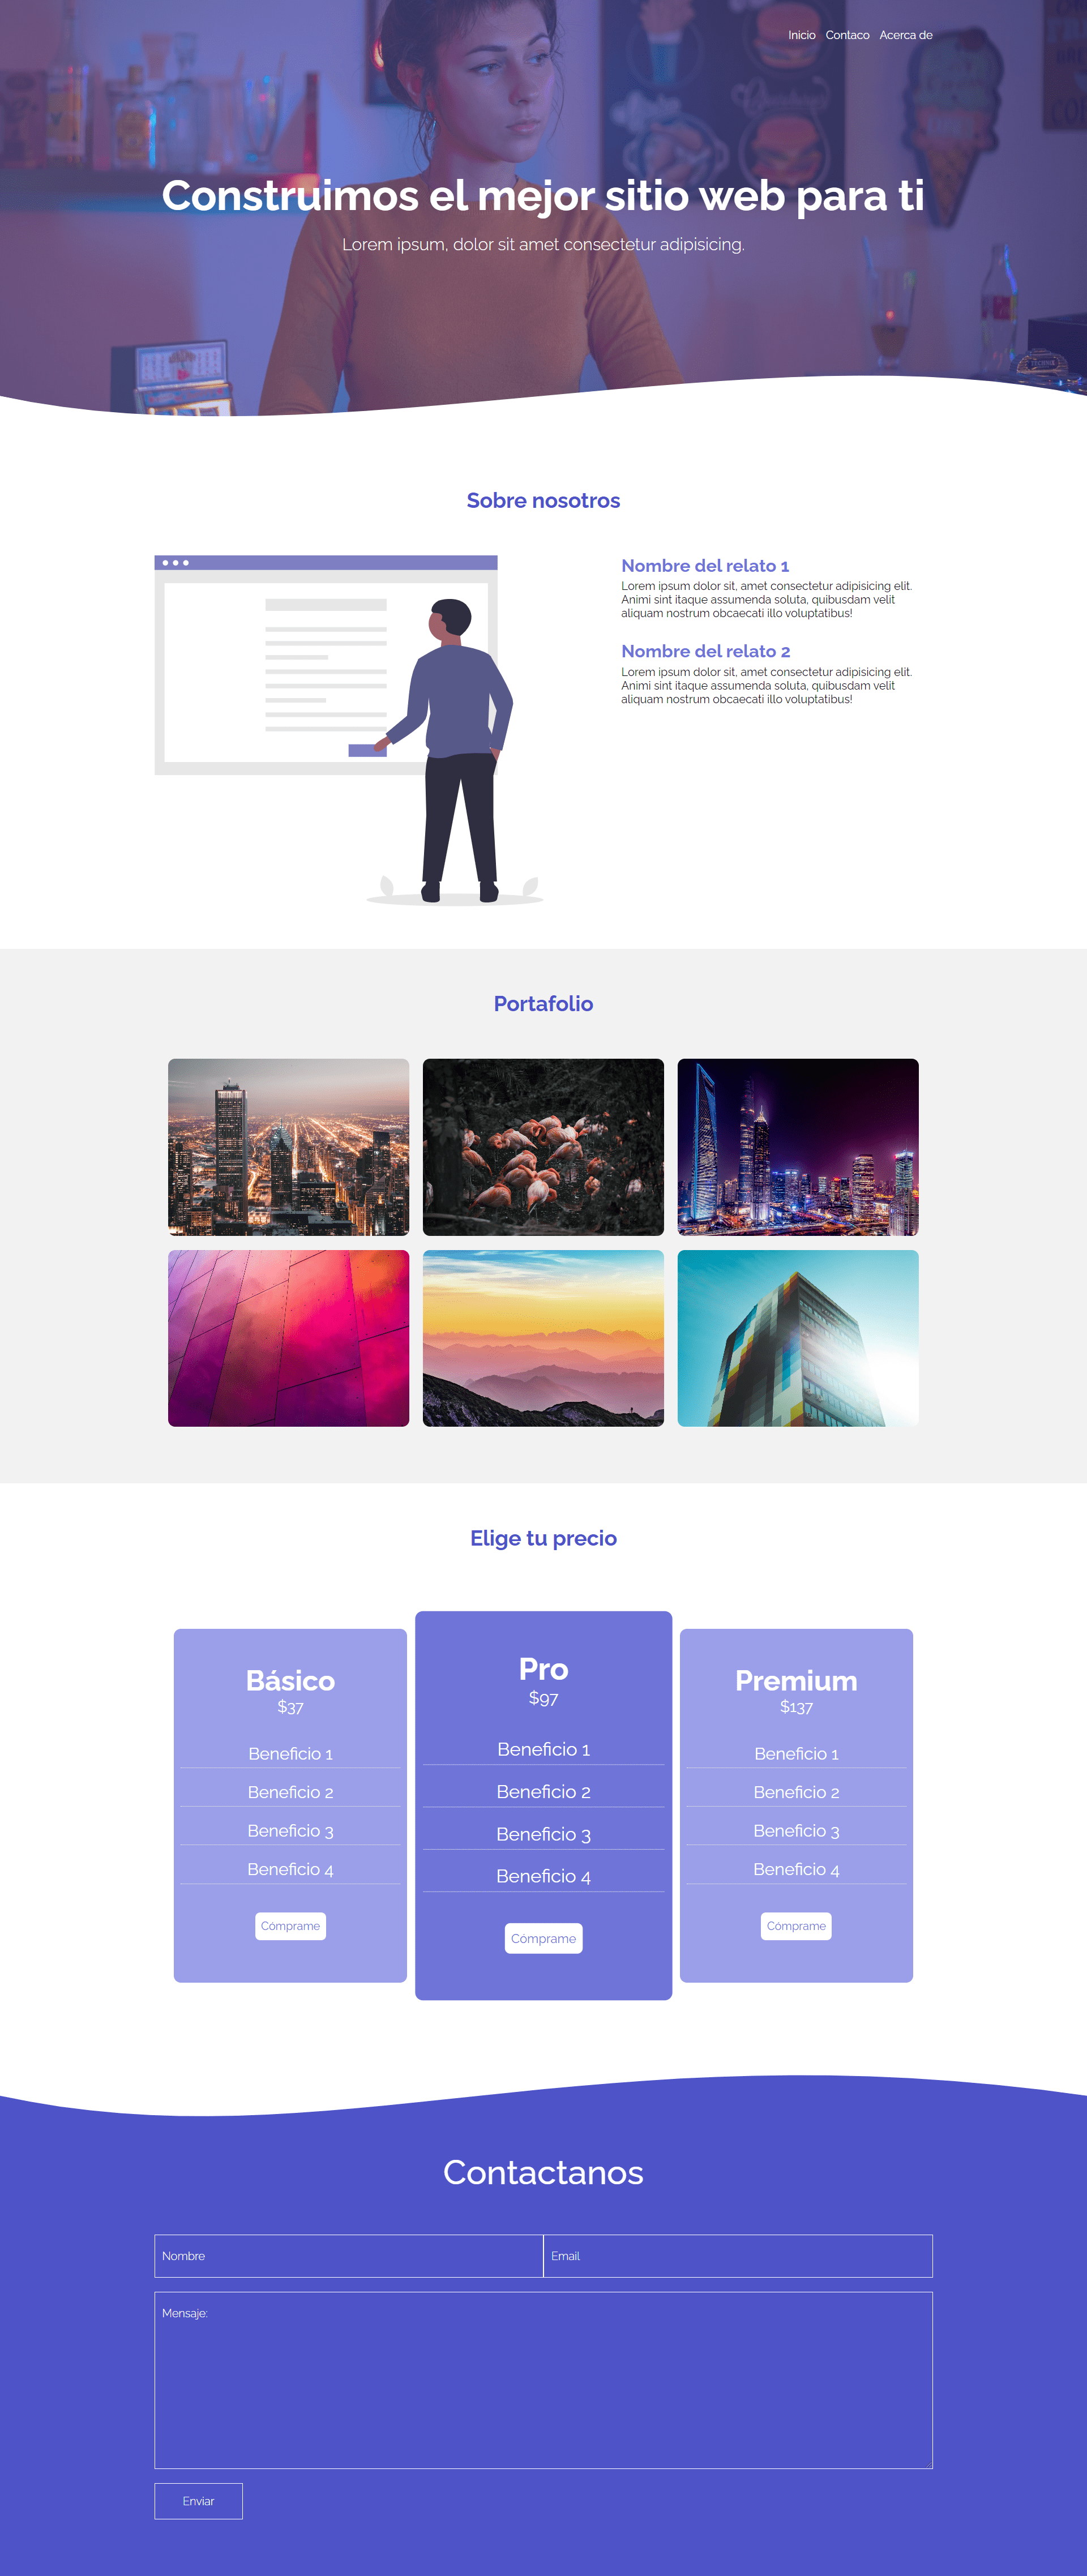 Inicio Contaco Acerca de
Construimos el mejor sitio web para ti
Lorem ipsum, dolor sit amet consectetur adipisicing.
Sobre nosotros
Nombre del relato 1
Lorem ipsum dolor sit, amet consectetur adipisicing elit.
Animi sint itaque assumenda soluta, quibusdam velit
aliquam nostrum obcaecati illo voluptatibus!
Nombre del relato 2
Lorem ipsum dolor sit, amet consectetur adipisicing elit.
Animi sint itaque assumenda soluta, quibusdam velit
aliquam nostrum obcaecati illo voluptatibus!
Portafolio
Elige tu precio
Básico
$37
Beneficio 1
Beneficio 2
Beneficio 3
Beneficio 4
Cómprame
Pro
$97
Beneficio 1
Beneficio 2
Beneficio 3
Beneficio 4
Cómprame
Premium
$137
Beneficio 1
Beneficio 2
Beneficio 3
Beneficio 4
Cómprame
Contactanos
Nombre
Email
Mensaje:
Enviar